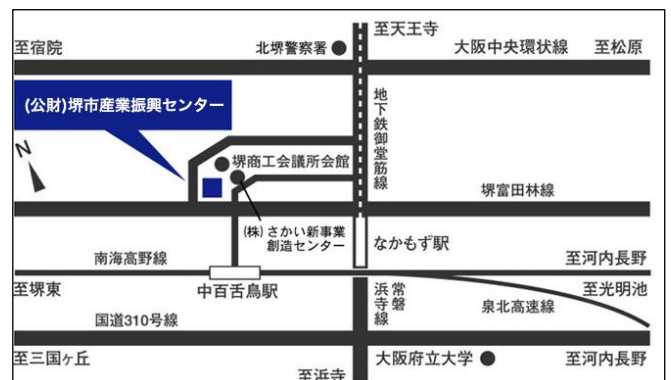 至天王寺
至宿院
北堺警察署
大阪中央環状線
至松原
(公財)堺市産業振興センター
地下鉄御堂筋線
N
堺商工会議所会館
堺富田林線
(株)さかい新事業
創造センター
なかもず駅
南海高野線
至河内長野
至堺東
中百舌鳥駅
常磐
浜寺線
泉北高速線
至光明池
国道310号線
至三国ヶ丘
至浜寺
大阪府立大学
至河内長野